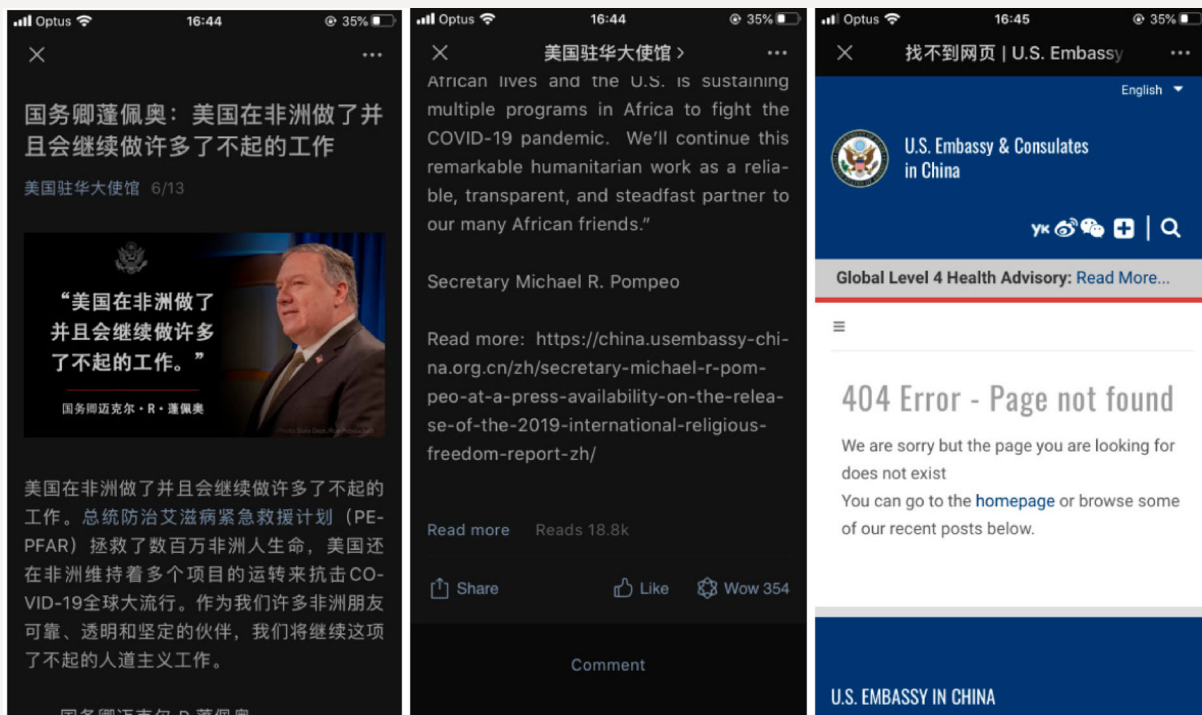 Optus 16:44 35%
国务卿蓬佩奥：美国在非洲做了并
且会继续做许多了不起的工作
美国驻华大使馆 6/13
“美国在非洲做了
并且会继续做许多
了不起的工作。”
国务卿迈克尔·R·蓬佩奥
美国在非洲做了并且会继续做许多了不起的
工作。总统防治艾滋病紧急救援计划（PE-
PFAR）拯救了数百万非洲人生命，美国还
在非洲维持着多个项目的运转来抗击CO-
VID-19全球大流行。作为我们许多非洲朋友
可靠、透明和坚定的伙伴，我们将继续这项
了不起的人道主义工作。
国务卿迈克尔·R·蓬佩奥
Optus 16:44 35%
美国驻华大使馆
African lives and the U.S. is sustaining
multiple programs in Africa to fight the
COVID-19 pandemic. We’ll continue this
remarkable humanitarian work as a relia-
ble, transparent, and steadfast partner to
our many African friends.”
Secretary Michael R. Pompeo
Read more: https://china.usembassy-chi-
na.org.cn/zh/secretary-michael-r-pom-
peo-at-a-press-availability-on-the-relea-
se-of-the-2019-international-religious-
freedom-report-zh/
Read more Reads 18.8k
Share Like Wow 354
Comment
Optus 16:45 35%
找不到网页 | U.S. Embassy
English
U.S. Embassy & Consulates
in China
Global Level 4 Health Advisory: Read More...
404 Error - Page not found
We are sorry but the page you are looking for
does not exist
You can go to the homepage or browse some
of our recent posts below.
U.S. EMBASSY IN CHINA